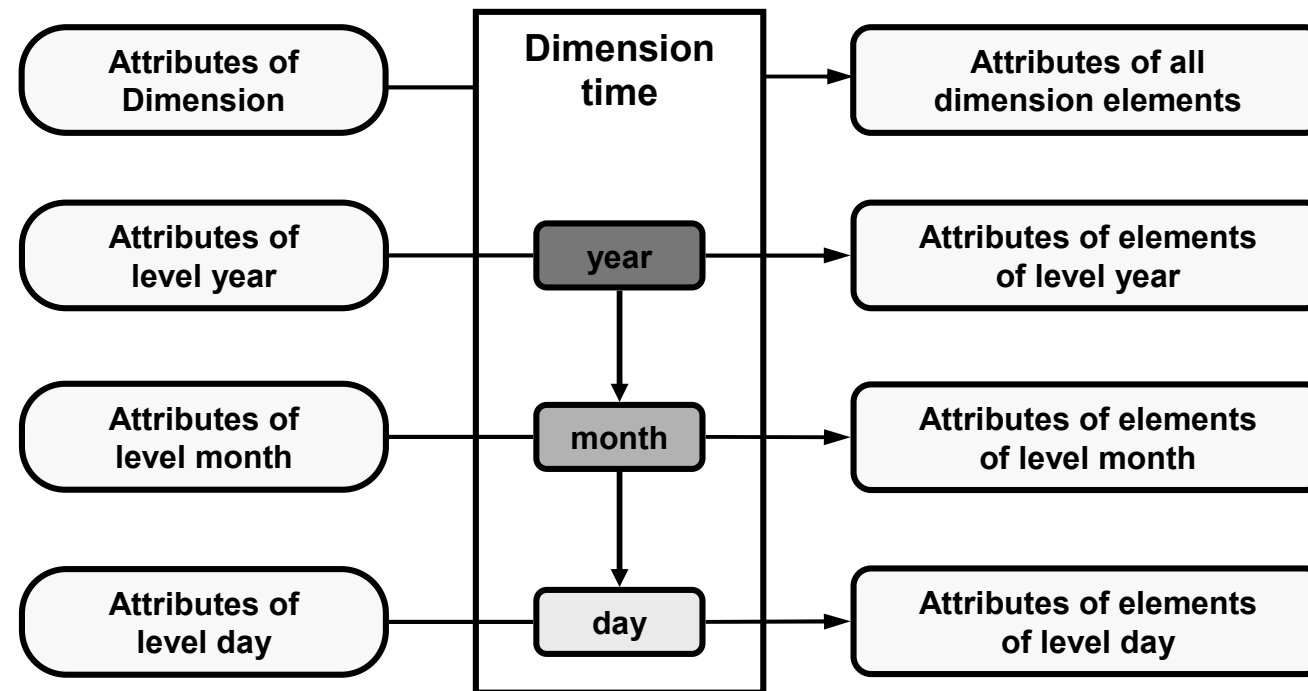 Attributes of
Dimension
Dimension
time
Attributes of all
dimension elements
Attributes of
level year
year
Attributes of elements
of level year
Attributes of
level month
month
Attributes of elements
of level month
Attributes of
level day
day
Attributes of elements
of level day